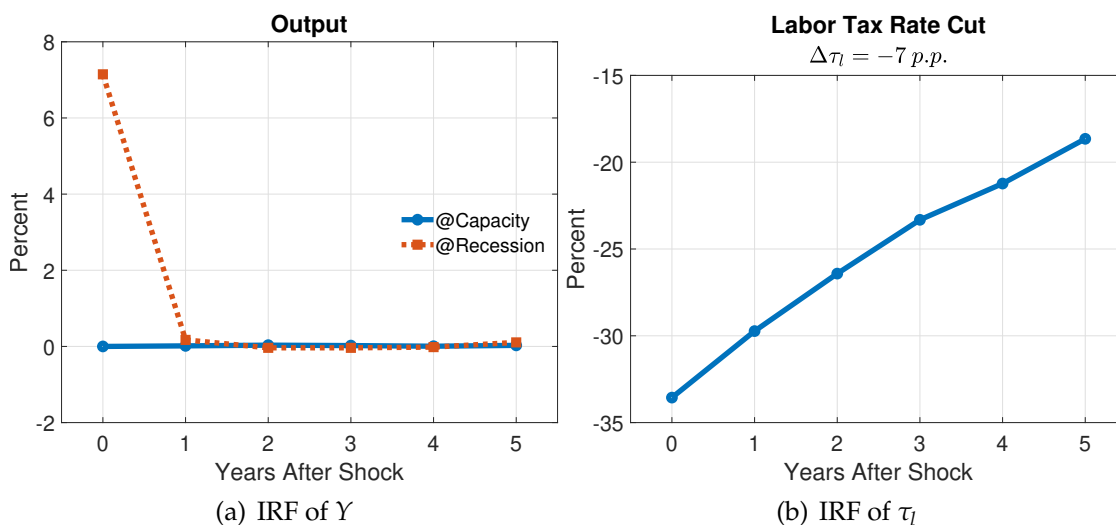 Output
8
6
4
2
0
-2
Percent
@Capacity
@Recession
0 1 2 3 4 5
Years After Shock
(a) IRF of Y
Labor Tax Rate Cut
Δτl = −7 p.p.
-15
-20
-25
-30
-35
Percent
0 1 2 3 4 5
Years After Shock
(b) IRF of τl